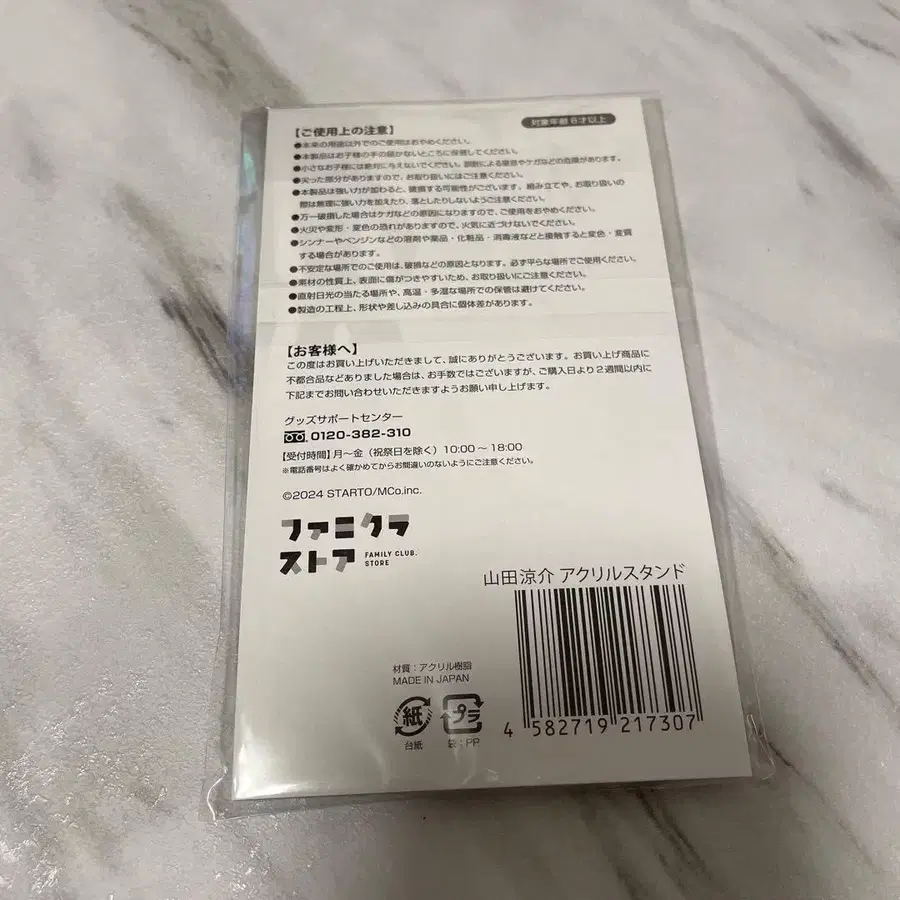 【ご使用上の注意】
対象年齢6才以上
●本来の用途以外でのご使用はおやめください。
●本製品はお子様の手の届かないところに保管してください。
●小さなお子様には絶対に与えないでください。誤飲による窒息やケガなどの危険があります。
●尖った部分がありますので、お取り扱いにはご注意ください。
●本製品は強い力が加わると、破損する可能性がございます。組み立てや、お取り扱いの
際は無理に強い力を加えたり、落としたりしないようご注意ください。
●万一破損した場合はケガなどの原因になりますので、ご使用をおやめください。
●火災や変形・変色の恐れがありますので、火気に近づけないでください。
●シンナーやベンジンなどの溶剤や薬品・化粧品・消毒液などと接触すると変色・変質
する場合があります。
●不安定な場所でのご使用は、破損などの原因となります。必ず平らな場所でご使用ください。
●素材の性質上、表面に傷がつきやすいため、お取り扱いにご注意ください。
●直射日光の当たる場所や、高温・多湿な場所での保管は避けてください。
●製造の工程上、形状や差し込みの具合に個体差があります。
【お客様へ】
この度はお買い上げいただきまして、誠にありがとうございます。お買い上げ商品に
不都合品などありました場合は、お手数ではございますが、ご購入日より2週間以内に
下記までお問い合わせいただきますようお願い申し上げます。
グッズサポートセンター
0120-382-310
【受付時間】月～金（祝祭日を除く）10:00～18:00
※電話番号はよく確かめてからお間違いのないようにご注意ください。
©2024 STARTO/MCo.inc.
ファミクラ
ストア FAMILY CLUB.
STORE
山田涼介 アクリルスタンド
材質：アクリル樹脂
MADE IN JAPAN
紙
プラ
台紙
袋：PP
4 582719 217307